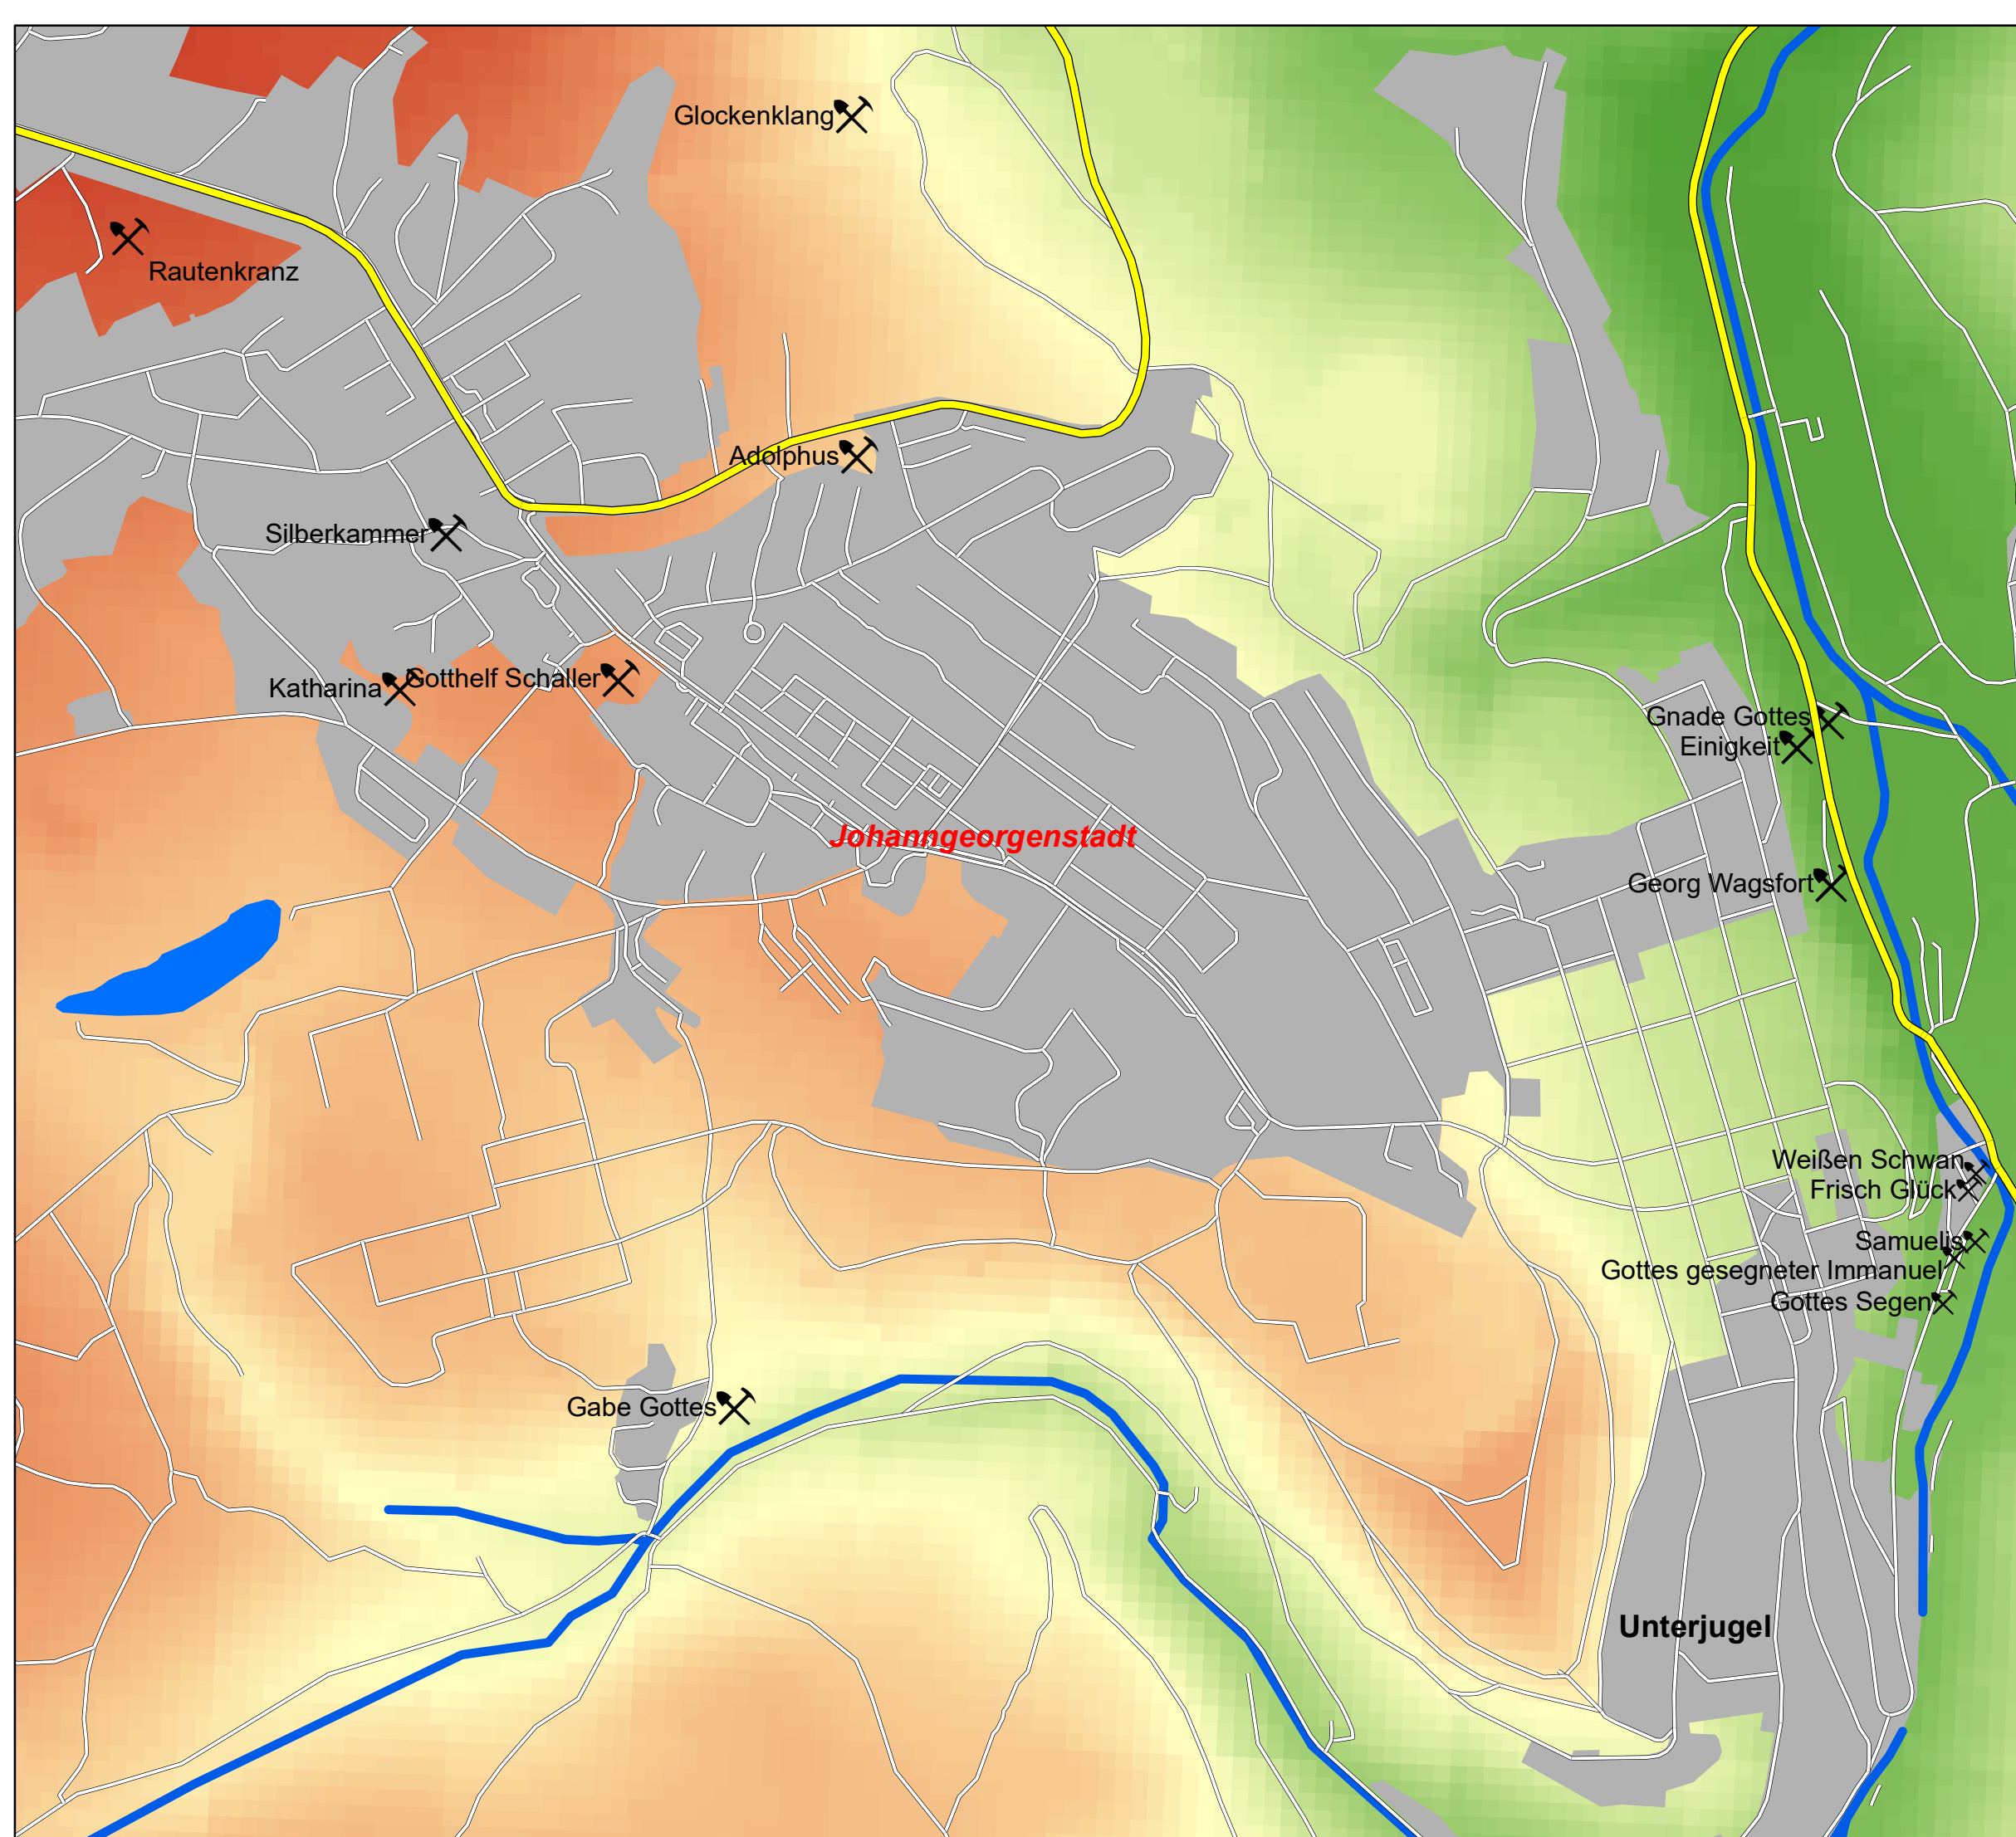 Glockenklang
Rautenkranz
Adolphus
Silberkammer
Gotthelf Schaller
Katharina
Gnade Gottes
Einigkeit
Johanngeorgenstadt
Georg Wagsfort
Weißen Schwan
Frisch Glück
Samuelis
Gottes gesegneter Immanuel
Gottes Segen
Gabe Gottes
Unterjugel